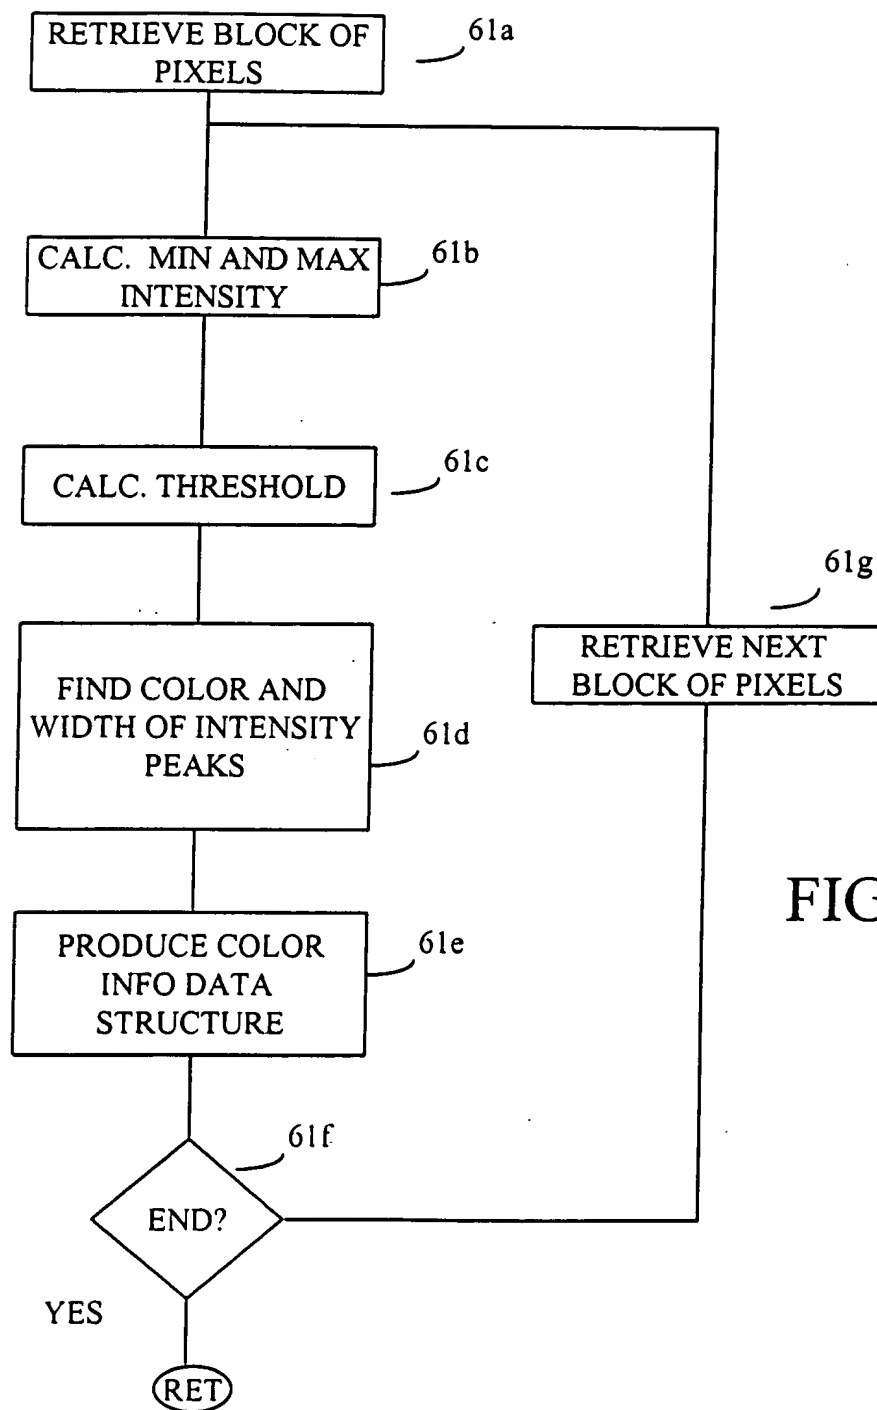 RETRIEVE BLOCK OF
PIXELS
61a
CALC. MIN AND MAX
INTENSITY
61b
CALC. THRESHOLD
61c
FIND COLOR AND
WIDTH OF INTENSITY
PEAKS
61d
61g
RETRIEVE NEXT
BLOCK OF PIXELS
PRODUCE COLOR
INFO DATA
STRUCTURE
61e
FIG
61f
END?
YES
RET